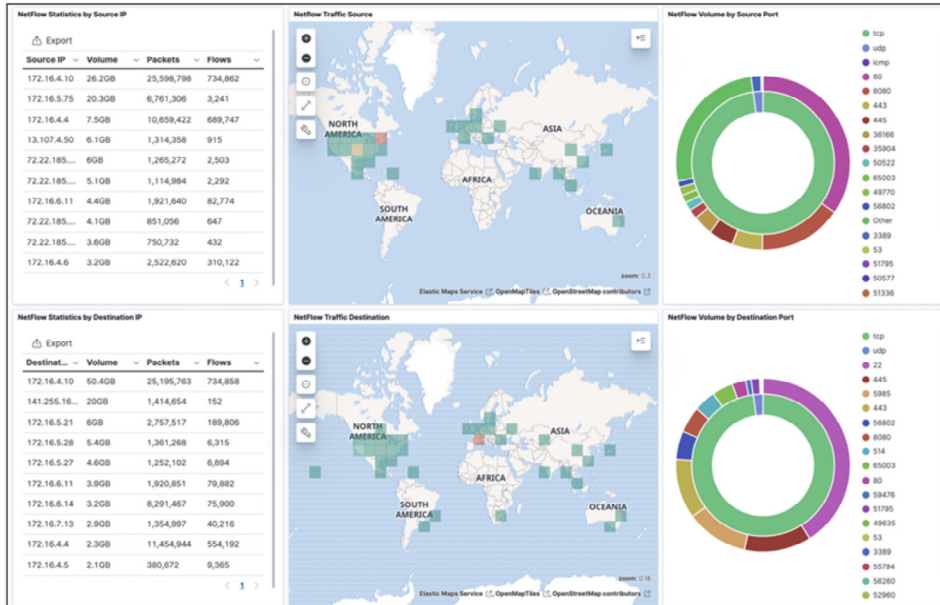 NetFlow Statistics by Source IP
Export
Source IP Volume Packets Flows
172.16.4.10 26.2GB 25,598,798 734,862
172.16.5.75 20.3GB 6,761,306 3,241
172.16.4.4 7.5GB 10,659,422 689,747
13.107.4.50 6.1GB 1,314,358 915
72.22.185.... 6GB 1,265,272 2,503
72.22.185.... 5.1GB 1,114,984 2,292
172.16.6.11 4.4GB 1,921,640 82,774
72.22.185.... 4.1GB 851,056 647
72.22.185.... 3.6GB 750,732 432
172.16.4.6 3.2GB 2,522,620 310,122
1
Netflow Traffic Source
NORTH AMERICA
ASIA
AFRICA
SOUTH AMERICA
OCEANIA
zoom: 0.3
Elastic Maps Service, OpenMapTiles, OpenStreetMap contributors
NetFlow Volume by Source Port
tcp
udp
icmp
80
8080
443
445
36166
35904
50522
65003
49770
56802
Other
3389
53
51795
50577
51336
NetFlow Statistics by Destination IP
Export
Destinat... Volume Packets Flows
172.16.4.10 50.4GB 25,195,763 734,858
141.255.16... 20GB 1,414,654 152
172.16.5.21 6GB 2,757,517 189,806
172.16.5.28 5.4GB 1,361,268 6,315
172.16.5.27 4.6GB 1,252,102 6,894
172.16.6.11 3.9GB 1,920,851 79,882
172.16.6.14 3.2GB 8,291,467 75,900
172.16.7.13 2.9GB 1,354,997 40,216
172.16.4.4 2.3GB 11,454,944 554,192
172.16.4.5 2.1GB 380,672 9,365
1
NetFlow Traffic Destination
NORTH AMERICA
ASIA
AFRICA
SOUTH AMERICA
OCEANIA
zoom: 0.18
Elastic Maps Service, OpenMapTiles, OpenStreetMap contributors
NetFlow Volume by Destination Port
tcp
udp
22
445
5985
443
56802
8080
514
65003
80
59476
51795
49635
53
3389
55794
56260
52960